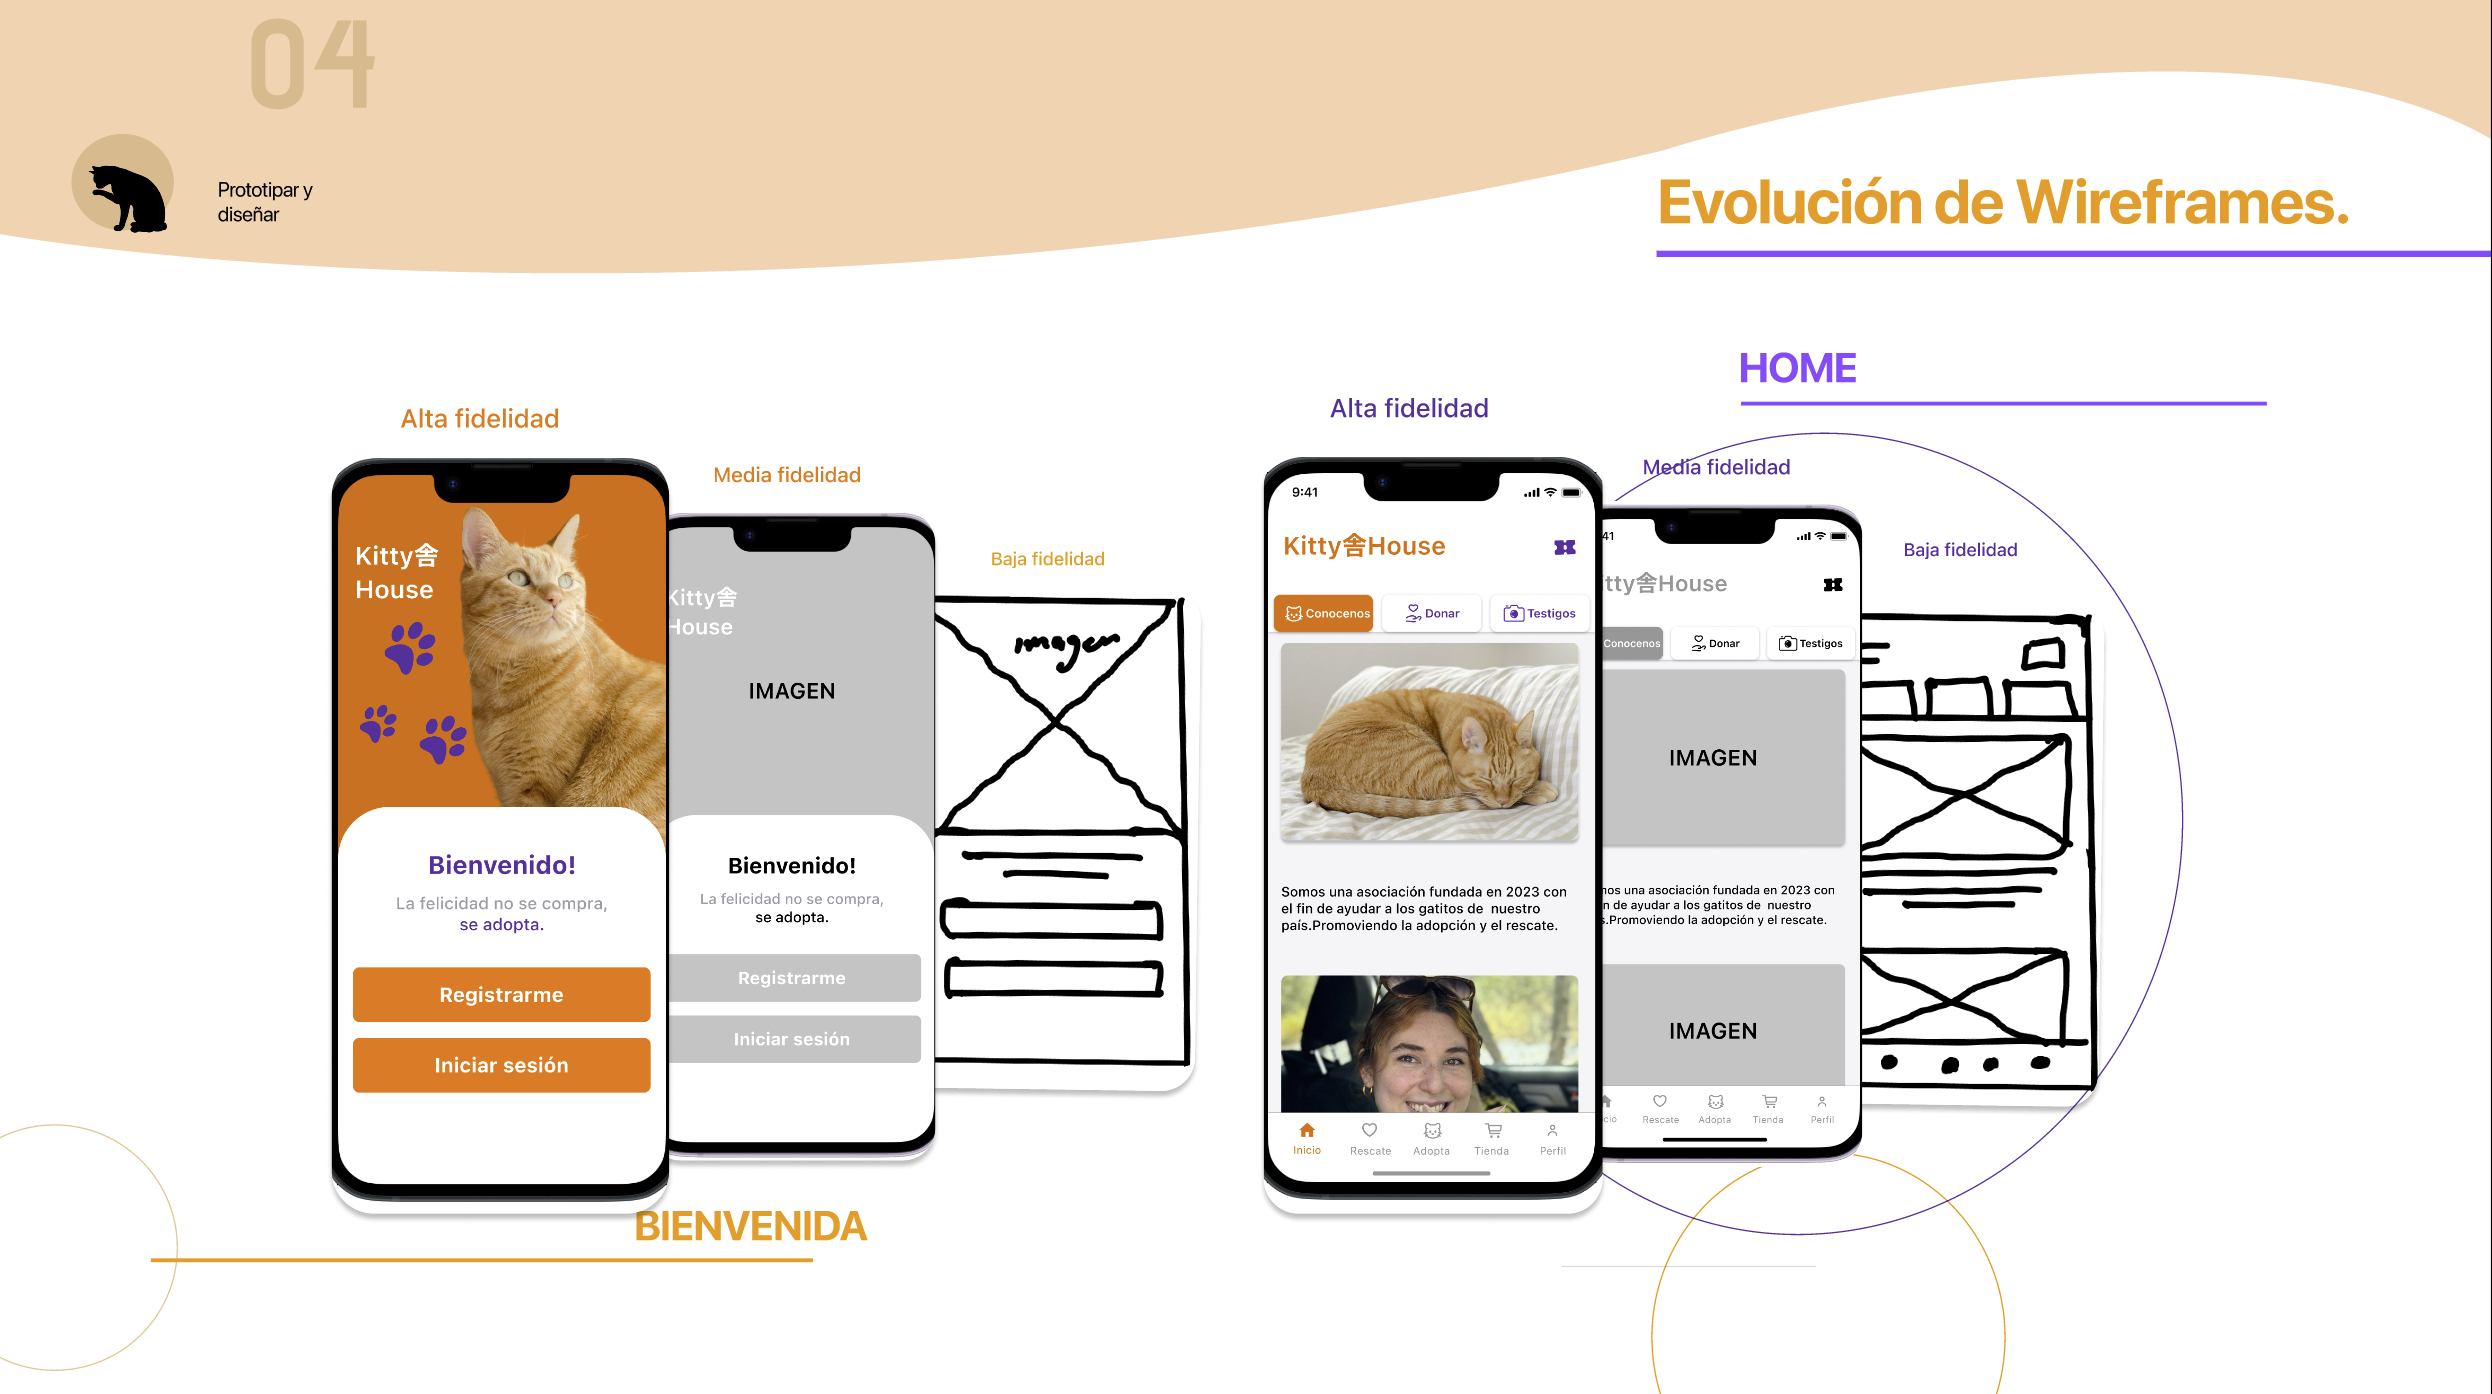 04
Prototipar y
diseñar
Evolución de Wireframes.
Alta fidelidad
Kitty舎
House
Bienvenido!
La felicidad no se compra,
se adopta.
Registrarme
Iniciar sesión
Media fidelidad
Kitty舎
House
IMAGEN
Bienvenido!
La felicidad no se compra,
se adopta.
Registrarme
Iniciar sesión
Baja fidelidad
imagen
BIENVENIDA
HOME
Alta fidelidad
9:41
Kitty舎House
Conocenos Donar Testigos
Somos una asociación fundada en 2023 con
el fin de ayudar a los gatitos de nuestro
país.Promoviendo la adopción y el rescate.
Inicio Rescate Adopta Tienda Perfil
Media fidelidad
41
tty舎House
Conocenos Donar Testigos
IMAGEN
nos una asociación fundada en 2023 con
n de ayudar a los gatitos de nuestro
s.Promoviendo la adopción y el rescate.
IMAGEN
cio Rescate Adopta Tienda Perfil
Baja fidelidad